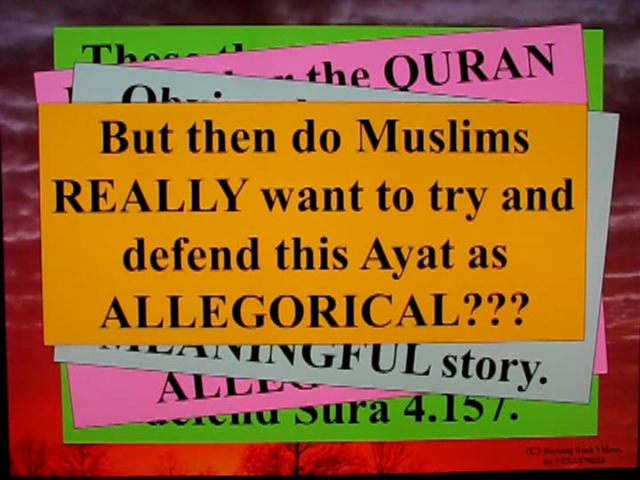 the QURAN
But then do Muslims
REALLY want to try and
defend this Ayat as
ALLEGORICAL???
MEANINGFUL story.
defend Sura 4.157.